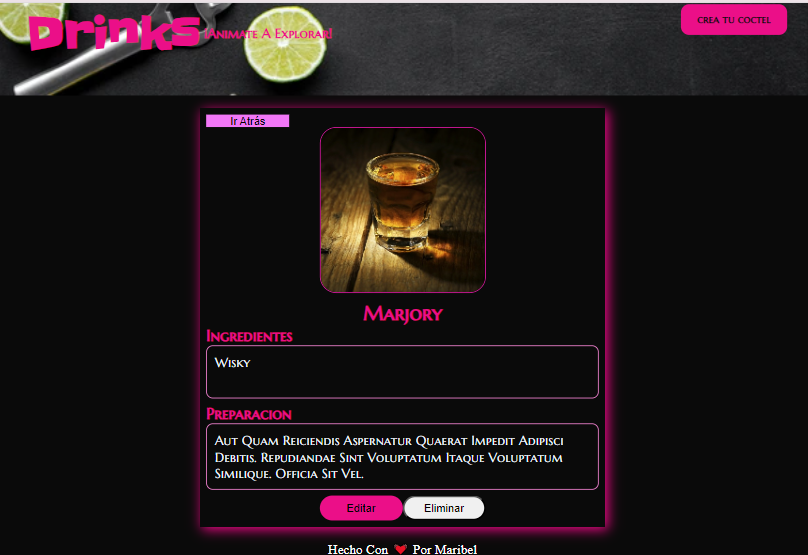 Drinks
¡Animate A Explorar!
CREA TU COCTEL
Ir Atrás
Marjory
Ingredientes
Wisky
Preparacion
Aut Quam Reiciendis Aspernatur Quaerat Impedit Adipisci
Debitis. Repudiandae Sint Voluptatum Itaque Voluptatum
Similique. Officia Sit Vel.
Editar Eliminar
Hecho Con Por Maribel